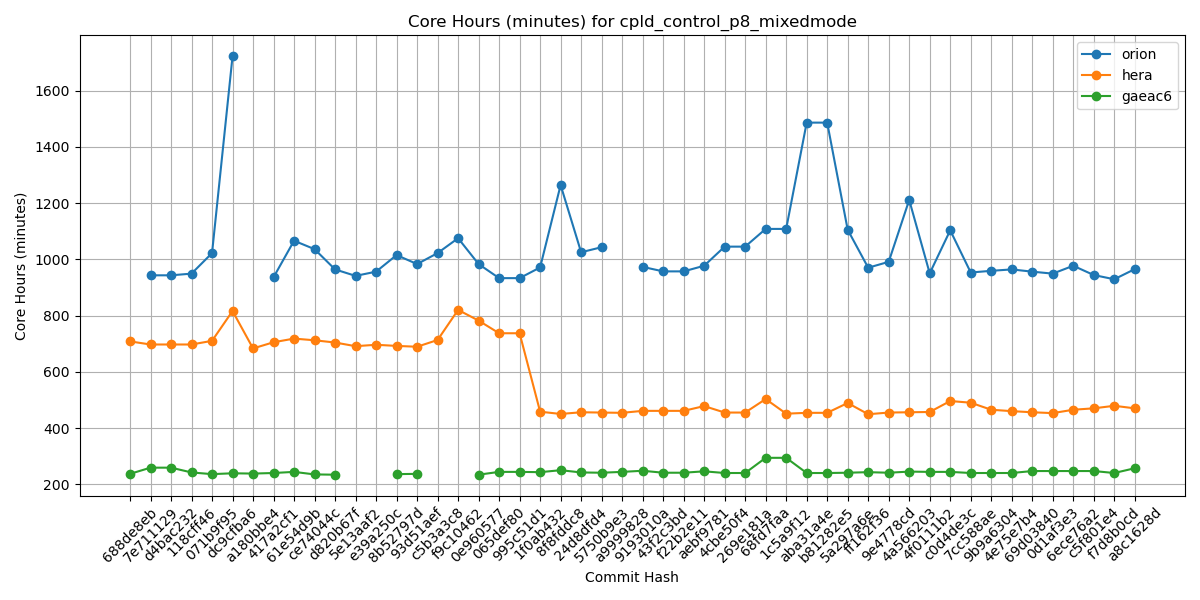 Core Hours (minutes) for cpld_control_p8_mixedmode
orion
hera
gaeac6
Core Hours (minutes)
1600
1400
1200
1000
800
600
400
200
688de8eb
7e711129
d4bac232
118cff46
071b9f95
dc9cfba6
a180bbe4
417a2cf1
61e54d9b
ce74044c
d820b67f
5e13aaf2
e39a250c
8b52797d
93d51aef
c5b3a3c8
f9c10462
0e960577
065def80
995c51d1
1f0ab432
8f8fddc8
24d8dfd4
5750b9e3
a9999828
9193010a
43f2c3bd
f22b2e11
aebf9781
4cbe50f4
269e181a
68fd7faa
1c5a9f12
aba31a4e
b81282e5
5a297a6e
ff162f36
9e4778cd
4a566203
4f0111b2
c0d4de3c
7cc588ae
9b9a6304
4e75e7b4
69d03840
0d1af3e3
6ece76a2
c5f801e4
f7d8b0cd
a8c1628d
Commit Hash